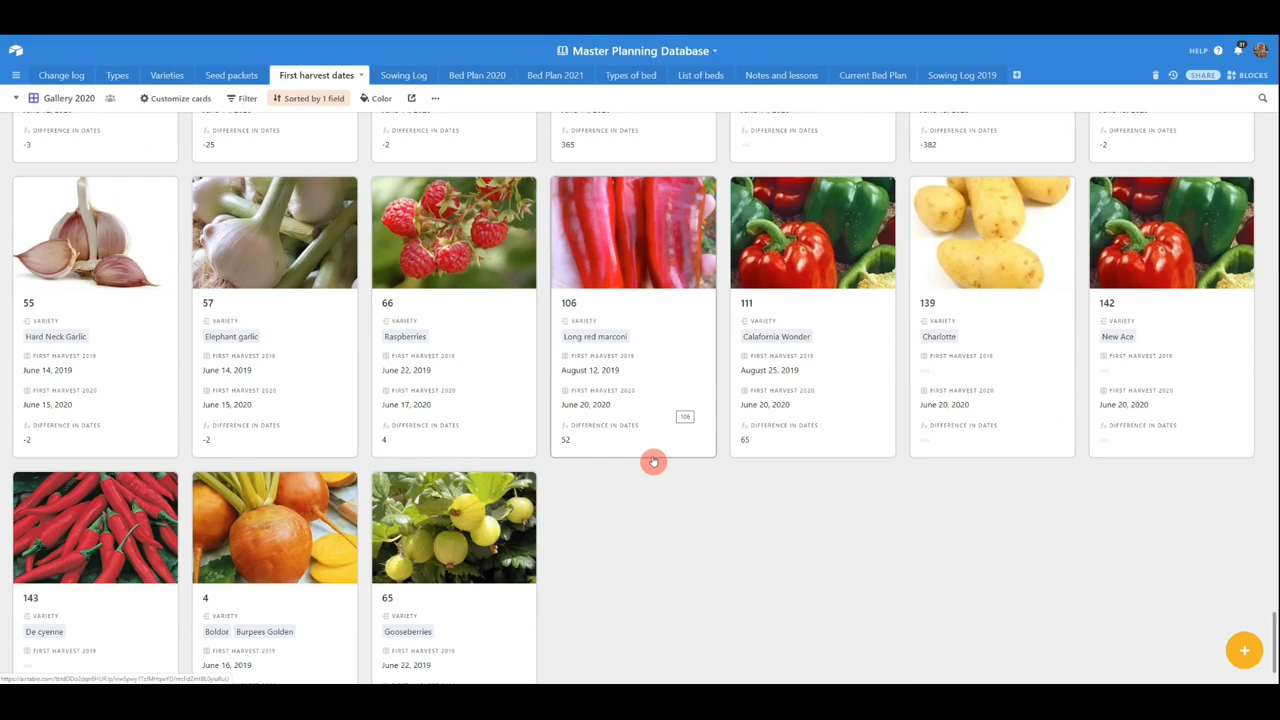 Master Planning Database
HELP
31
Change log Types Varieties Seed packets First harvest dates Sowing Log Bed Plan 2020 Bed Plan 2021 Types of bed List of beds Notes and lessons Current Bed Plan Sowing Log 2019
SHARE BLOCKS
Gallery 2020 Customize cards Filter Sorted by 1 field Color
DIFFERENCE IN DATES DIFFERENCE IN DATES DIFFERENCE IN DATES DIFFERENCE IN DATES DIFFERENCE IN DATES DIFFERENCE IN DATES DIFFERENCE IN DATES
-3 -25 -2 365 -382 -2
55 57 66 106 111 139 142
VARIETY VARIETY VARIETY VARIETY VARIETY VARIETY VARIETY
Hard Neck Garlic Elephant garlic Raspberries Long red marconi Calafornia Wonder Charlotte New Ace
FIRST HARVEST 2019 FIRST HARVEST 2019 FIRST HARVEST 2019 FIRST HARVEST 2019 FIRST HARVEST 2019 FIRST HARVEST 2019 FIRST HARVEST 2019
June 14, 2019 June 14, 2019 June 22, 2019 August 12, 2019 August 25, 2019
FIRST HARVEST 2020 FIRST HARVEST 2020 FIRST HARVEST 2020 FIRST HARVEST 2020 FIRST HARVEST 2020 FIRST HARVEST 2020 FIRST HARVEST 2020
June 15, 2020 June 15, 2020 June 17, 2020 June 20, 2020 June 20, 2020 June 20, 2020 June 20, 2020
106
DIFFERENCE IN DATES DIFFERENCE IN DATES DIFFERENCE IN DATES DIFFERENCE IN DATES DIFFERENCE IN DATES DIFFERENCE IN DATES DIFFERENCE IN DATES
-2 -2 4 52 65
143 4 65
VARIETY VARIETY VARIETY
De cyenne Boldor Burpees Golden Gooseberries
FIRST HARVEST 2019 FIRST HARVEST 2019 FIRST HARVEST 2019
June 16, 2019 June 22, 2019